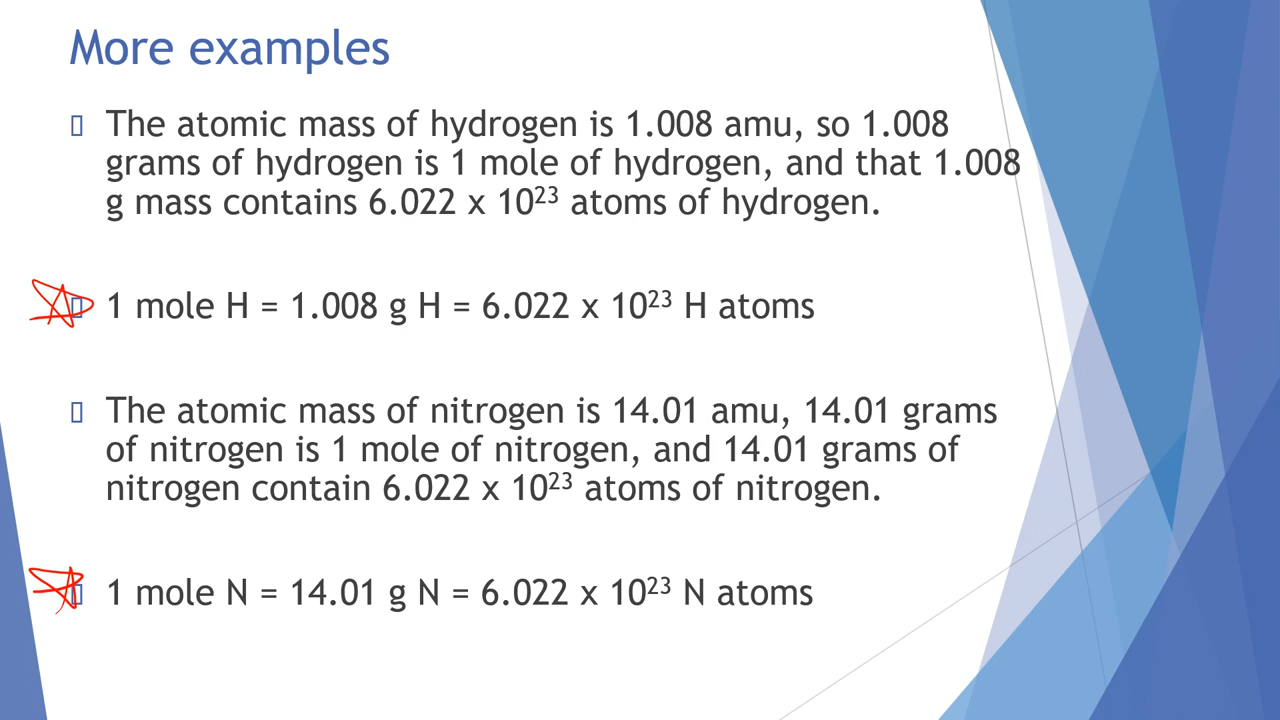 More examples
The atomic mass of hydrogen is 1.008 amu, so 1.008
grams of hydrogen is 1 mole of hydrogen, and that 1.008
g mass contains 6.022 x 10²³ atoms of hydrogen.
1 mole H = 1.008 g H = 6.022 x 10²³ H atoms
The atomic mass of nitrogen is 14.01 amu, 14.01 grams
of nitrogen is 1 mole of nitrogen, and 14.01 grams of
nitrogen contain 6.022 x 10²³ atoms of nitrogen.
1 mole N = 14.01 g N = 6.022 x 10²³ N atoms